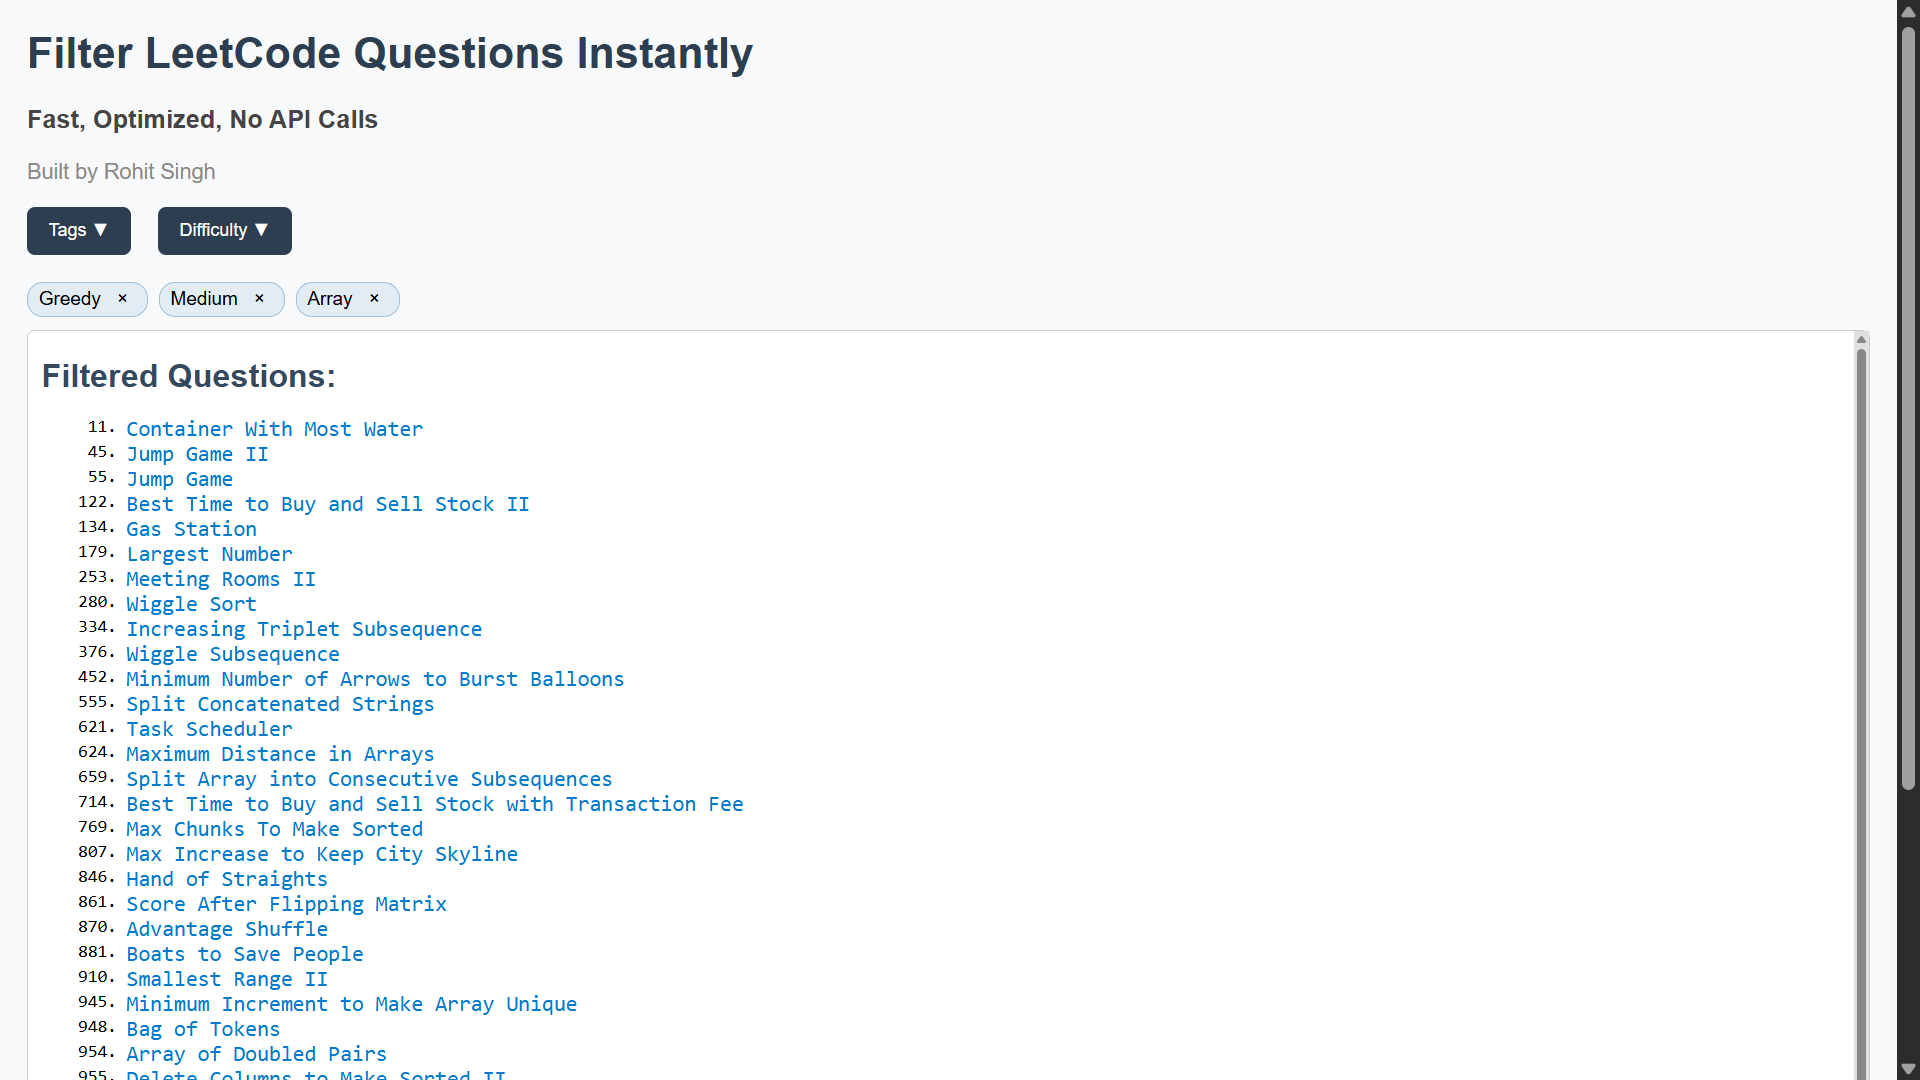 Filter LeetCode Questions Instantly
Fast, Optimized, No API Calls
Built by Rohit Singh
Tags ▼ Difficulty ▼
Greedy × Medium × Array ×
Filtered Questions:
11. Container With Most Water
45. Jump Game II
55. Jump Game
122. Best Time to Buy and Sell Stock II
134. Gas Station
179. Largest Number
253. Meeting Rooms II
280. Wiggle Sort
334. Increasing Triplet Subsequence
376. Wiggle Subsequence
452. Minimum Number of Arrows to Burst Balloons
555. Split Concatenated Strings
621. Task Scheduler
624. Maximum Distance in Arrays
659. Split Array into Consecutive Subsequences
714. Best Time to Buy and Sell Stock with Transaction Fee
769. Max Chunks To Make Sorted
807. Max Increase to Keep City Skyline
846. Hand of Straights
861. Score After Flipping Matrix
870. Advantage Shuffle
881. Boats to Save People
910. Smallest Range II
945. Minimum Increment to Make Array Unique
948. Bag of Tokens
954. Array of Doubled Pairs
955. Delete Columns to Make Sorted II